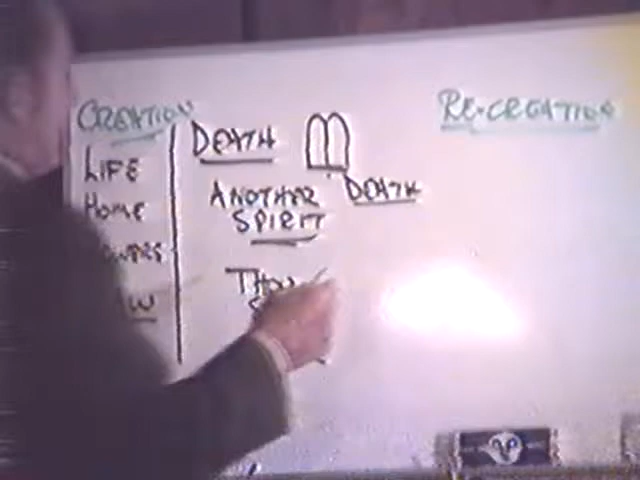 CREATION
LIFE
HOME
DEATH
ANOTHER
SPIRIT
DEATH
RE-CREATION